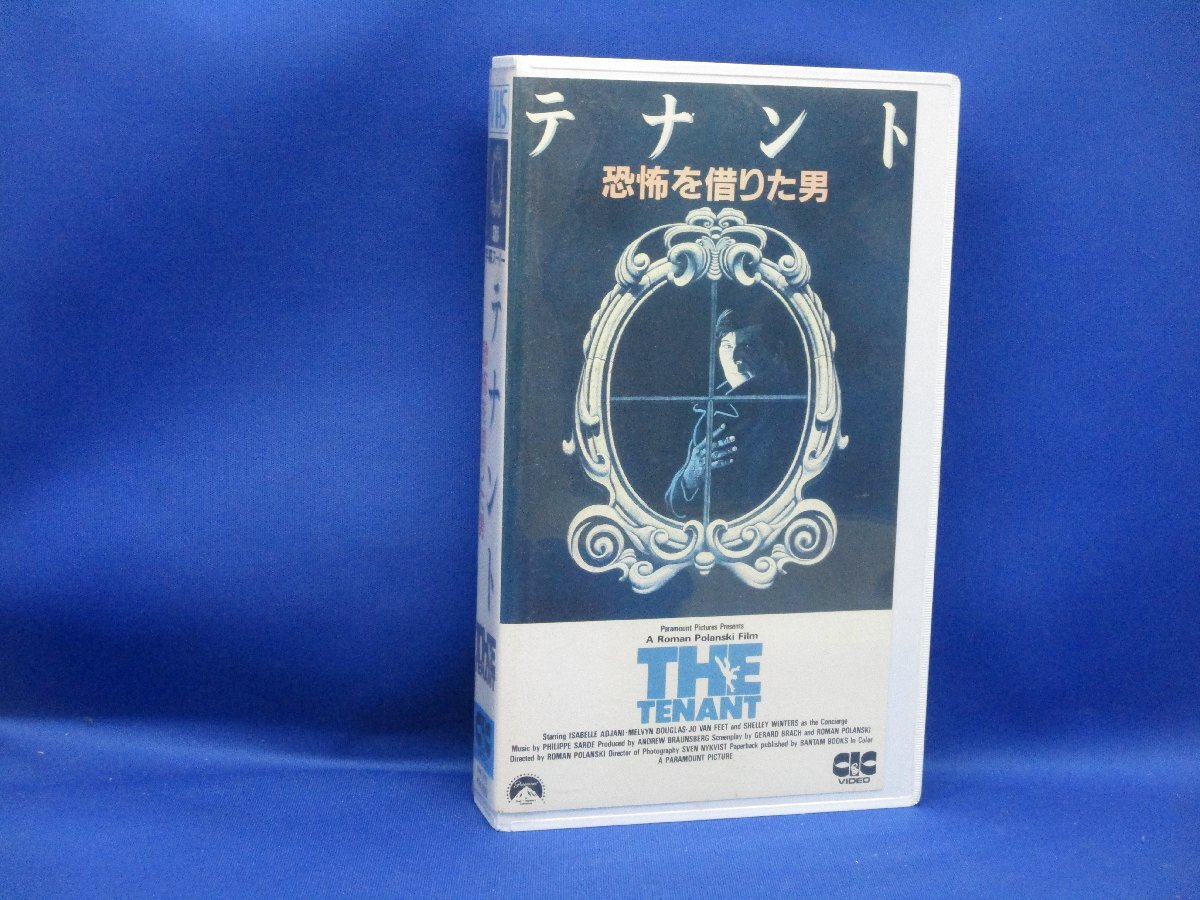 テナント
恐怖を借りた男
Paramount Pictures Presents
A Roman Polanski Film
THE
TENANT
Starring ISABELLE ADJANI·MELVYN DOUGLAS·JO VAN FEET and SHELLEY WINTERS as the Concierge
Music by PHILIPPE SARDE Produced by ANDREW BRAUNSBERG Screenplay by GERARD BRACH and ROMAN POLANSKI
Directed by ROMAN POLANSKI Director of Photography SVEN NYKVIST Paperback published by BANTAM BOOKS In Color
A PARAMOUNT PICTURE
Paramount
CIC
VIDEO
VHS
テナント